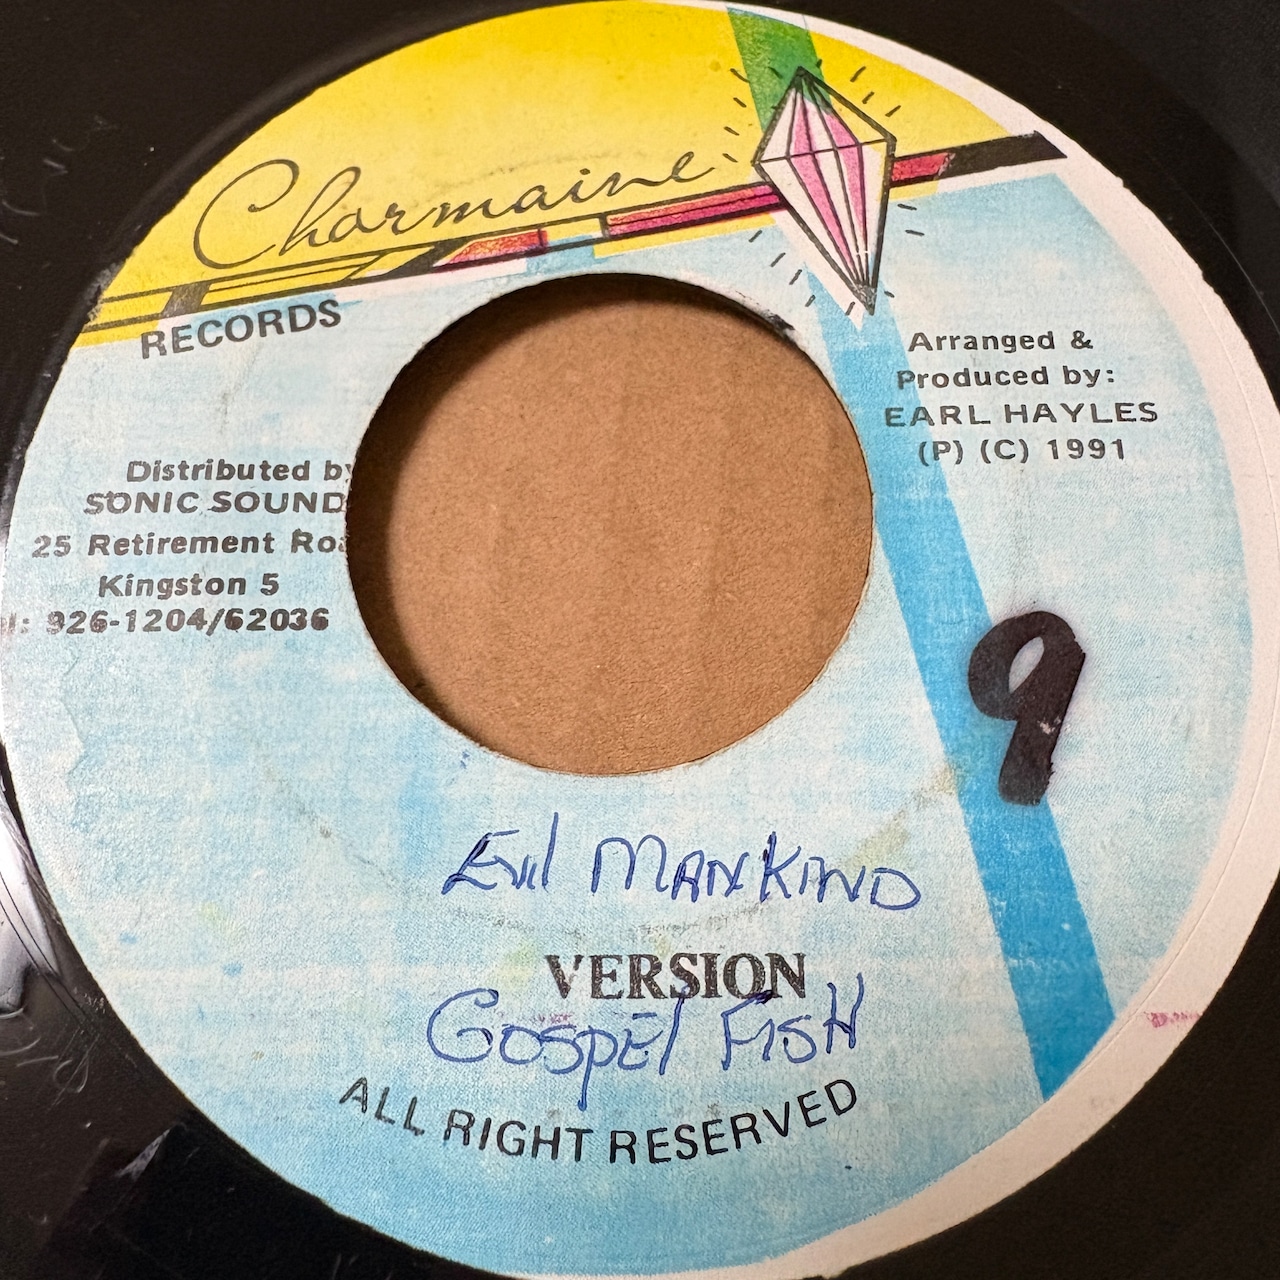 Charmaine
RECORDS
Arranged &
Produced by:
EARL HAYLES
(P) (C) 1991
Distributed by
SONIC SOUND
25 Retirement Roa
Kingston 5
l: 926-1204/62036
9
Evil MANKIND
VERSION
GOSPEl FISH
ALL RIGHT RESERVED